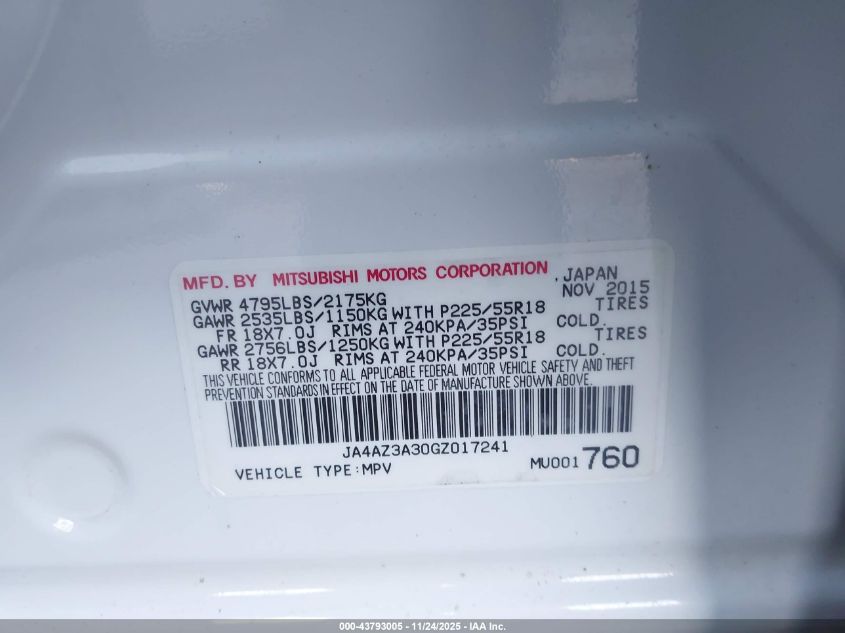 MFD. BY MITSUBISHI MOTORS CORPORATION , JAPAN
GVWR 4795LBS/2175KG NOV 2015
GAWR 2535LBS/1150KG WITH P225/55R18 TIRES
FR 18X7.0J RIMS AT 240KPA/35PSI COLD.
GAWR 2756LBS/1250KG WITH P225/55R18 TIRES
RR 18X7.0J RIMS AT 240KPA/35PSI COLD.
THIS VEHICLE CONFORMS TO ALL APPLICABLE FEDERAL MOTOR VEHICLE SAFETY AND THEFT
PREVENTION STANDARDS IN EFFECT ON THE DATE OF MANUFACTURE SHOWN ABOVE.
JA4AZ3A30GZ017241
VEHICLE TYPE:MPV MU001 760
000-43793005 - 11/24/2025 - IAA Inc.